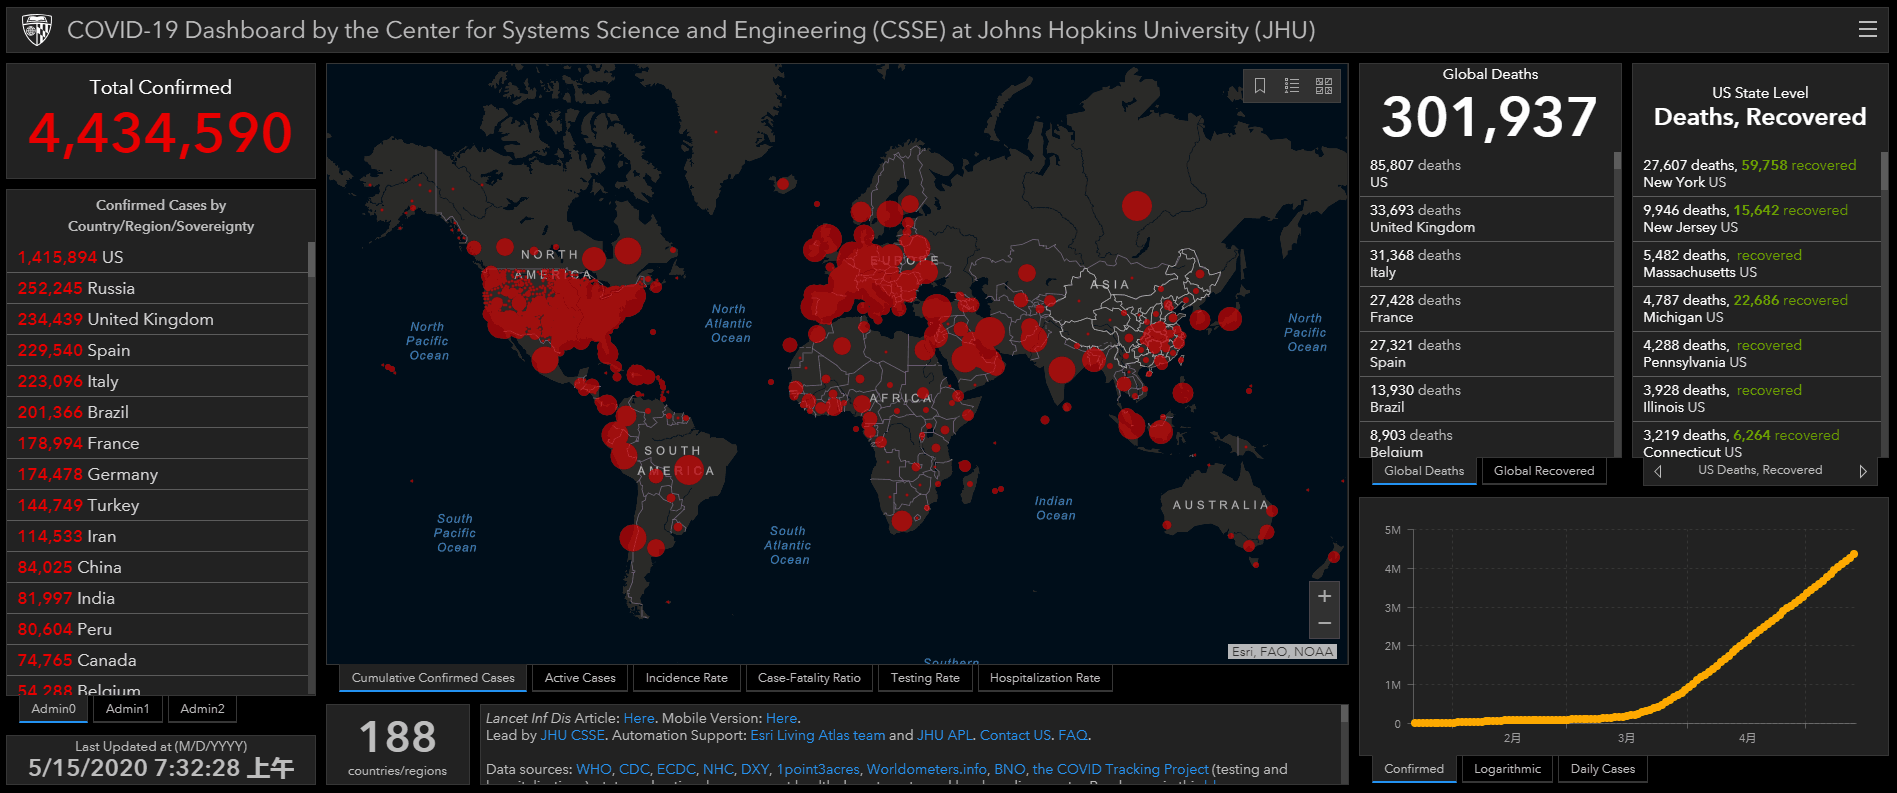 COVID-19 Dashboard by the Center for Systems Science and Engineering (CSSE) at Johns Hopkins University (JHU)
Total Confirmed
4,434,590
Confirmed Cases by
Country/Region/Sovereignty
1,415,894 US
252,245 Russia
234,439 United Kingdom
229,540 Spain
223,096 Italy
201,366 Brazil
178,994 France
174,478 Germany
144,749 Turkey
114,533 Iran
84,025 China
81,997 India
80,604 Peru
74,765 Canada
54,288 Belgium
Admin0
Admin1
Admin2
Last Updated at (M/D/YYYY)
5/15/2020 7:32:28 上午
NORTH
AMERICA
EUROPE
ASIA
North
Pacific
Ocean
North
Atlantic
Ocean
North
Pacific
Ocean
AFRICA
SOUTH
AMERICA
South
Pacific
Ocean
South
Atlantic
Ocean
Indian
Ocean
AUSTRALIA
Southern
+
−
Esri, FAO, NOAA
Cumulative Confirmed Cases
Active Cases
Incidence Rate
Case-Fatality Ratio
Testing Rate
Hospitalization Rate
188
countries/regions
Lancet Inf Dis Article: Here. Mobile Version: Here.
Lead by JHU CSSE. Automation Support: Esri Living Atlas team and JHU APL. Contact US. FAQ.
Data sources: WHO, CDC, ECDC, NHC, DXY, 1point3acres, Worldometers.info, BNO, the COVID Tracking Project (testing and
Global Deaths
301,937
85,807 deaths
US
33,693 deaths
United Kingdom
31,368 deaths
Italy
27,428 deaths
France
27,321 deaths
Spain
13,930 deaths
Brazil
8,903 deaths
Belgium
Global Deaths
Global Recovered
US State Level
Deaths, Recovered
27,607 deaths, 59,758 recovered
New York US
9,946 deaths, 15,642 recovered
New Jersey US
5,482 deaths, recovered
Massachusetts US
4,787 deaths, 22,686 recovered
Michigan US
4,288 deaths, recovered
Pennsylvania US
3,928 deaths, recovered
Illinois US
3,219 deaths, 6,264 recovered
Connecticut US
US Deaths, Recovered
5M
4M
3M
2M
1M
0
2月
3月
4月
Confirmed
Logarithmic
Daily Cases